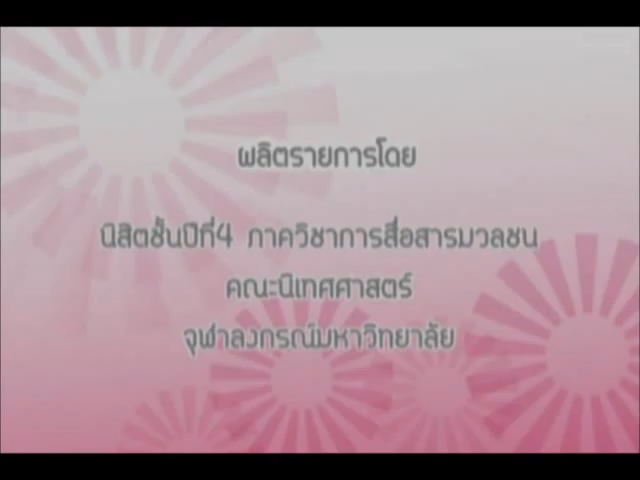 ผลิตรายการโดย
นิสิตชั้นปีที่4 ภาควิชาการสื่อสารมวลชน
คณะนิเทศศาสตร์
จุฬาลงกรณ์มหาวิทยาลัย